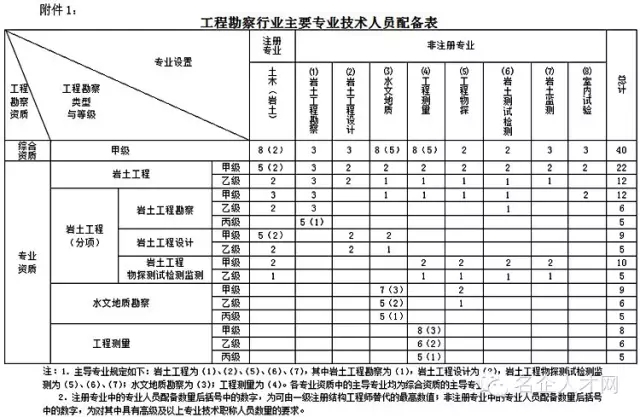 附件1:
工程勘察行业主要专业技术人员配备表
专业设置
工程勘察类型与等级
工程勘察资质
注册专业
非注册专业
总计
土木(岩土)
(1)岩土工程勘察
(2)岩土工程设计
(3)水文地质
(4)工程测量
(5)工程物探
(6)岩土测试检测
(7)岩土监测
(8)室内试验
综合资质 甲级 8(2) 3 3 8(5) 8(5) 2 2 3 3 40
专业资质
岩土工程 甲级 5(2) 3 2 2 2 2 2 2 2 22
乙级 2 3 2 1 1 1 1 1 12
岩土工程(分项)
岩土工程勘察 甲级 3 3 1 1 1 1 2 12
乙级 2 3 1 6
丙级 5(1) 5
岩土工程设计 甲级 5(2) 2 2 9
乙级 2 2 1 5
岩土工程物探测试检测监测 甲级 2 2 2 2 2 10
乙级 1 1 1 1 1 5
水文地质勘察 甲级 7(3) 2 9
乙级 5(2) 1 6
丙级 5(1) 5
工程测量 甲级 8(3) 8
乙级 6(2) 6
丙级 5(1) 5
注:1、主导专业规定如下:岩土工程为(1)、(2)、(5)、(6)、(7);其中岩土工程勘察为(1),岩土工程设计为(2),岩土工程物探测试检测监
测为(5)、(6)、(7);水文地质勘察为(3);工程测量为(4)。各专业资质中的主导专业均为综合资质的主导专业。
2、注册专业中的专业人员配备数量后括号中的数字,为可由一级注册结构工程师替代的最高数值;非注册专业中的专业人员配备数量后括号
中的数字,为对其中具有高级及以上专业技术职称人员数量的要求。
名企人才网